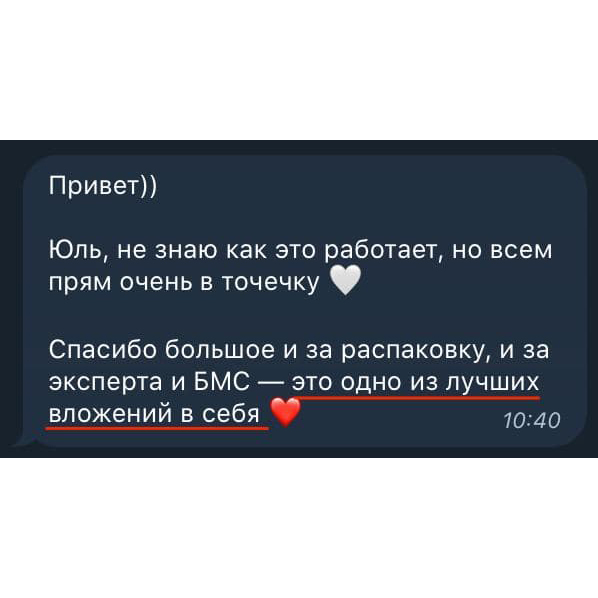 Привет))
Юль, не знаю как это работает, но всем
прям очень в точечку 🤍
Спасибо большое и за распаковку, и за
эксперта и БМС — это одно из лучших
вложений в себя ❤️
10:40